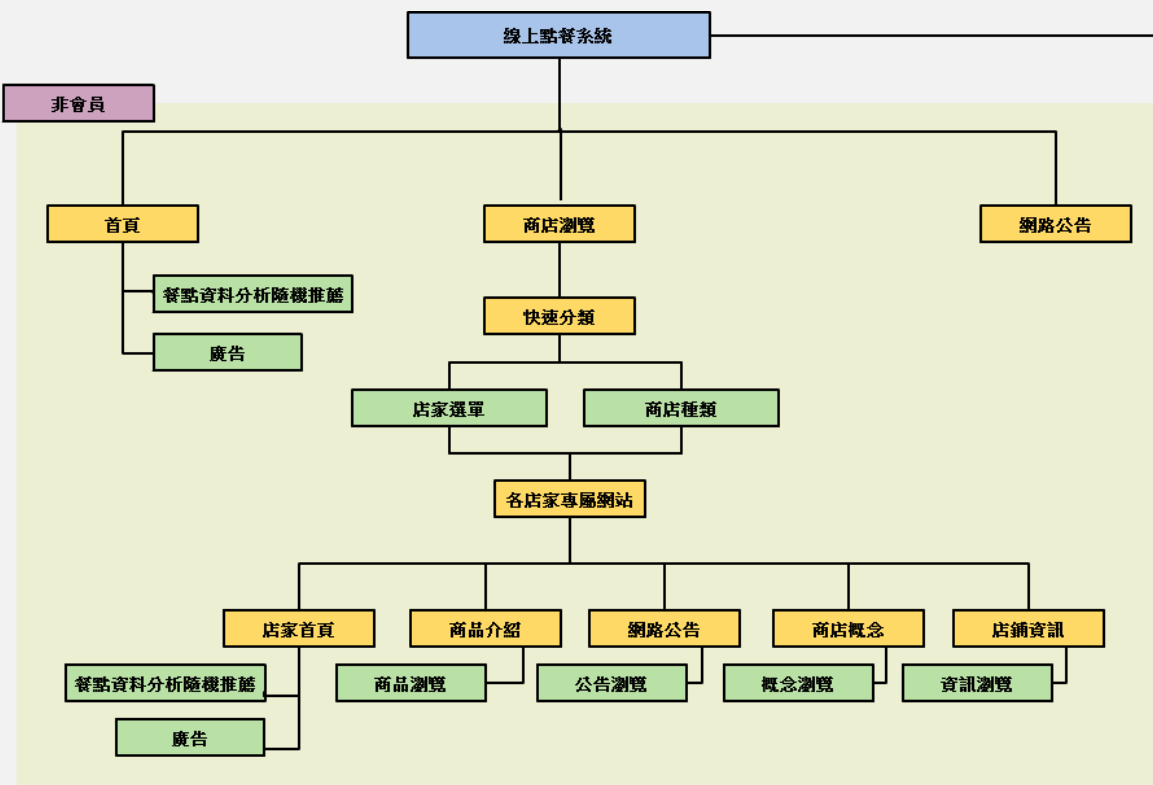 線上點餐系統
非會員
首頁
商店瀏覽
網路公告
餐點資料分析隨機推薦
快速分類
廣告
店家選單
商店種類
各店家專屬網站
店家首頁
商品介紹
網路公告
商店概念
店鋪資訊
餐點資料分析隨機推薦
商品瀏覽
公告瀏覽
概念瀏覽
資訊瀏覽
廣告